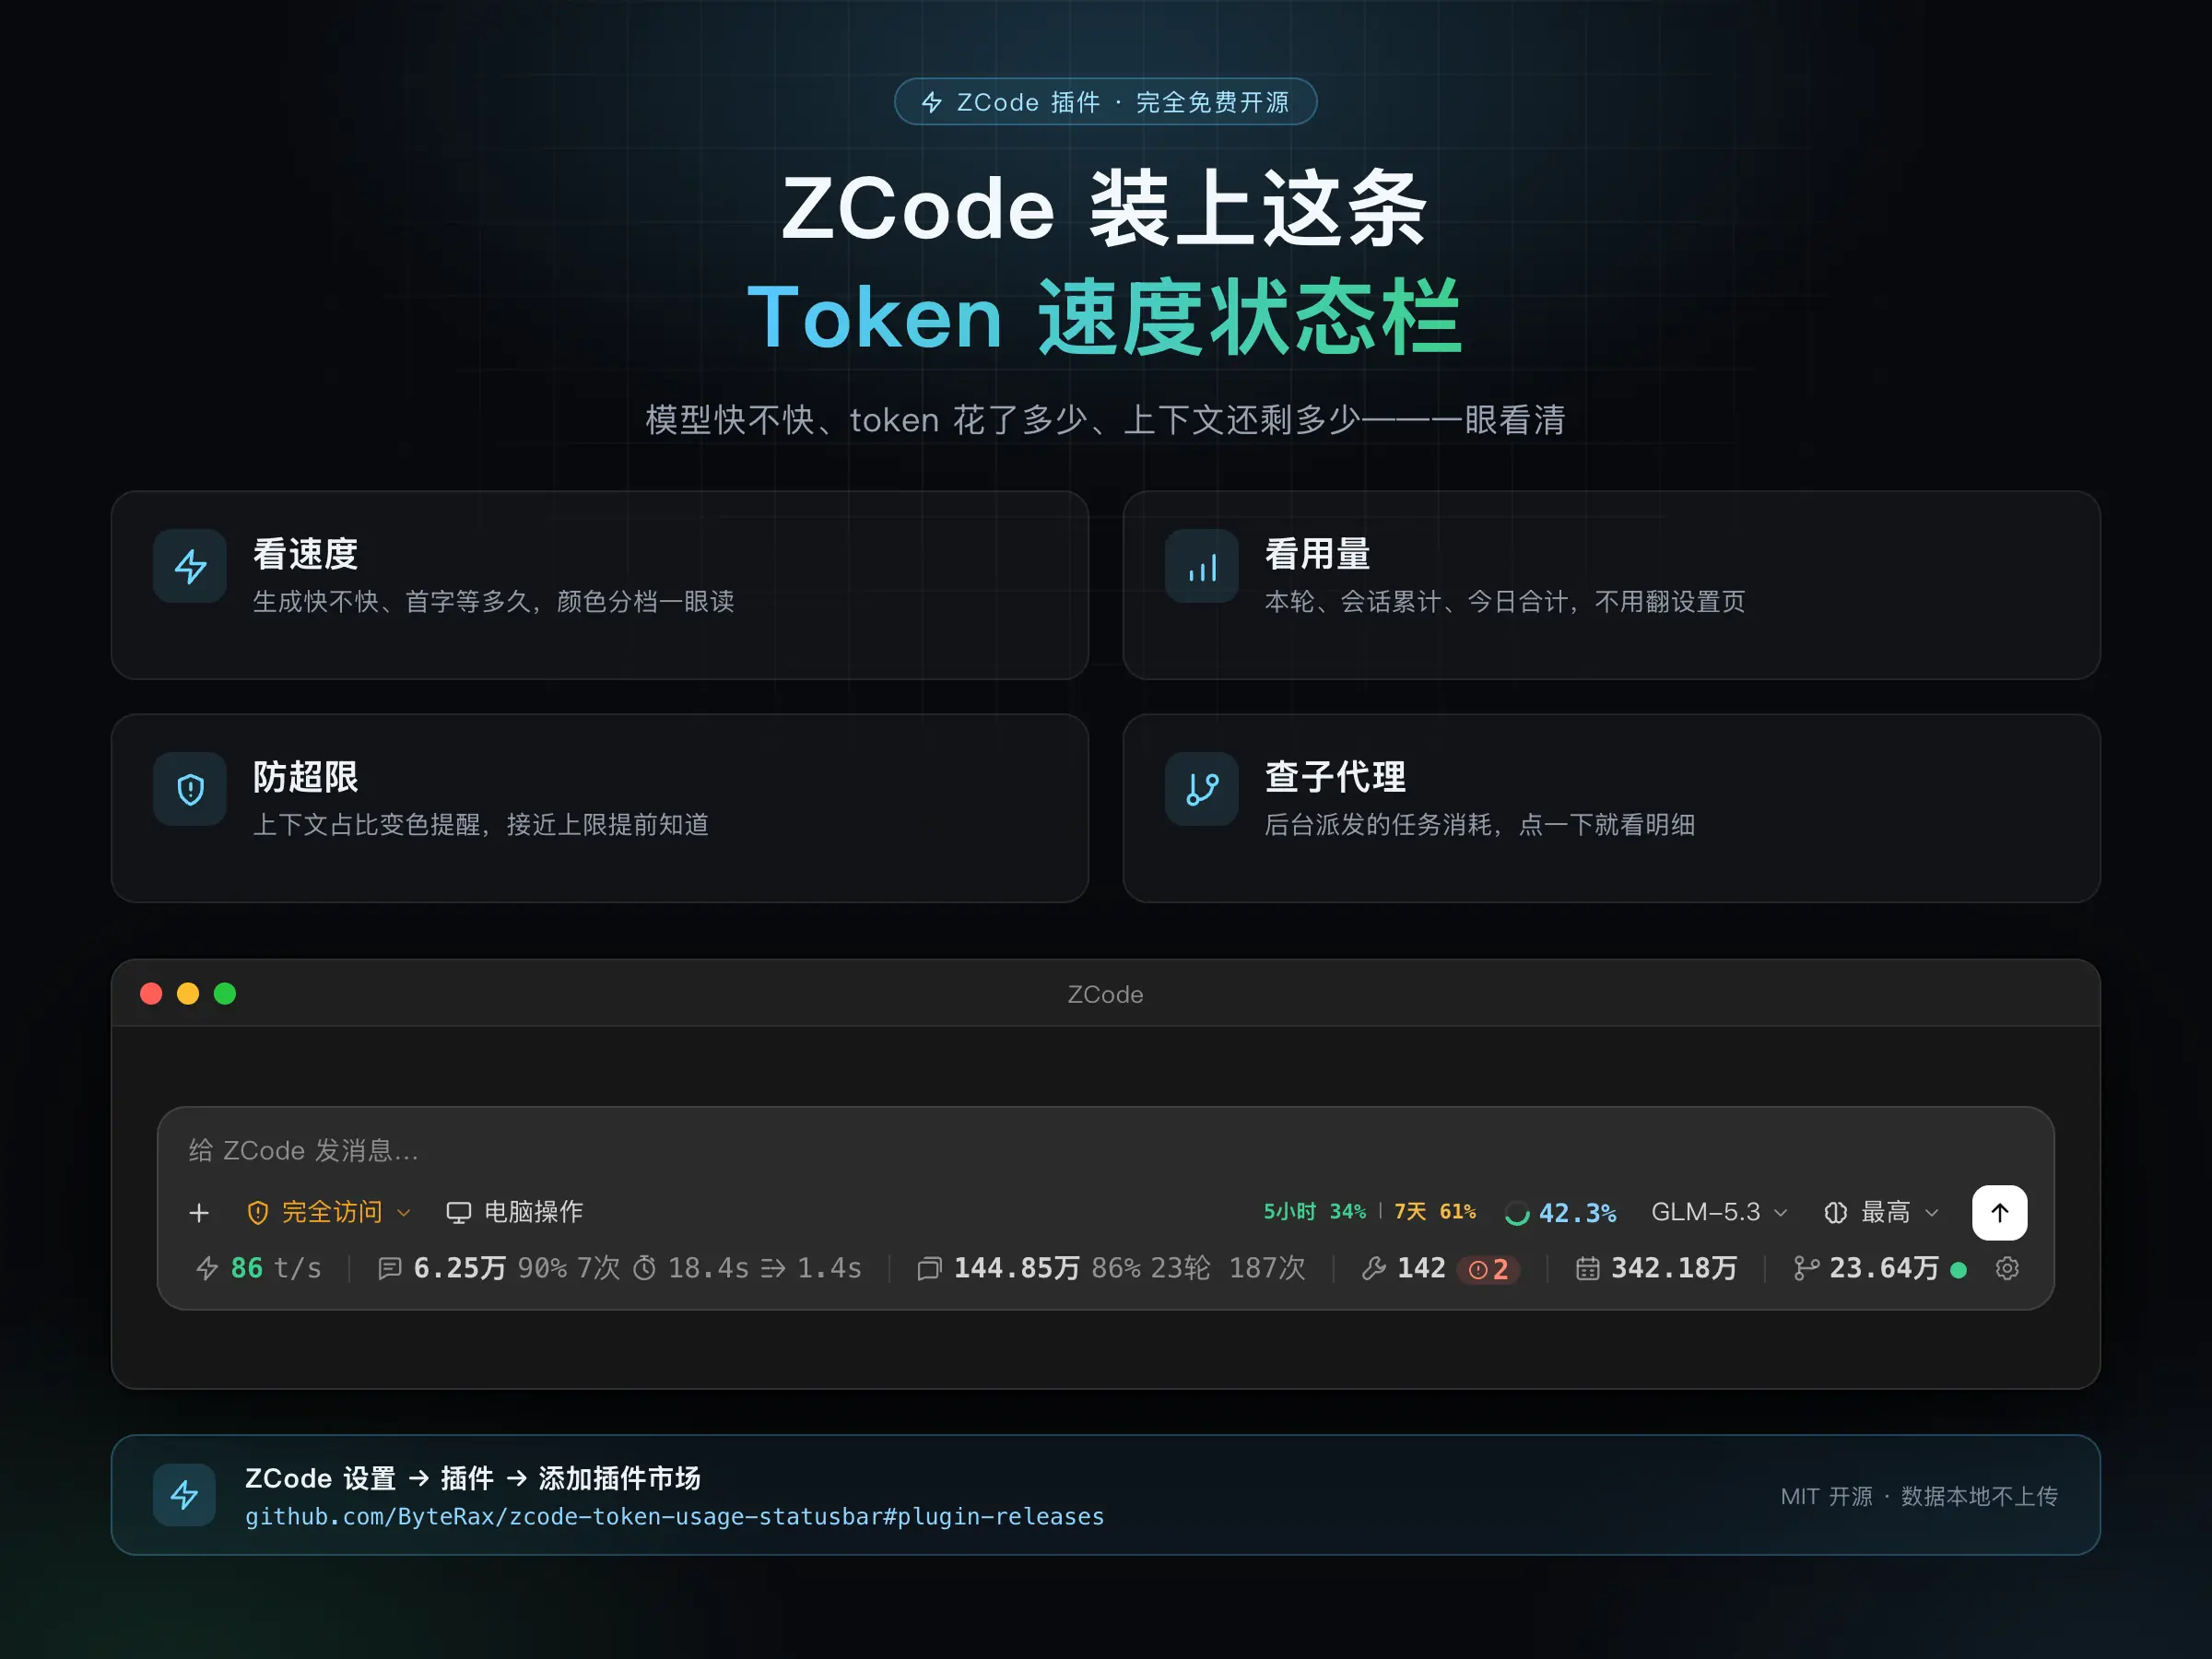 ZCode 插件 · 完全免费开源
ZCode 装上这条
Token 速度状态栏
模型快不快、token 花了多少、上下文还剩多少——一眼看清
看速度
生成快不快、首字等多久，颜色分档一眼读
看用量
本轮、会话累计、今日合计，不用翻设置页
防超限
上下文占比变色提醒，接近上限提前知道
查子代理
后台派发的任务消耗，点一下就看明细
ZCode
给 ZCode 发消息...
完全访问 电脑操作 5小时 34% | 7天 61% 42.3% GLM-5.3 最高
86 t/s 6.25万 90% 7次 18.4s 1.4s 144.85万 86% 23轮 187次 142 2 342.18万 23.64万
ZCode 设置 → 插件 → 添加插件市场
github.com/ByteRax/zcode-token-usage-statusbar#plugin-releases
MIT 开源 · 数据本地不上传